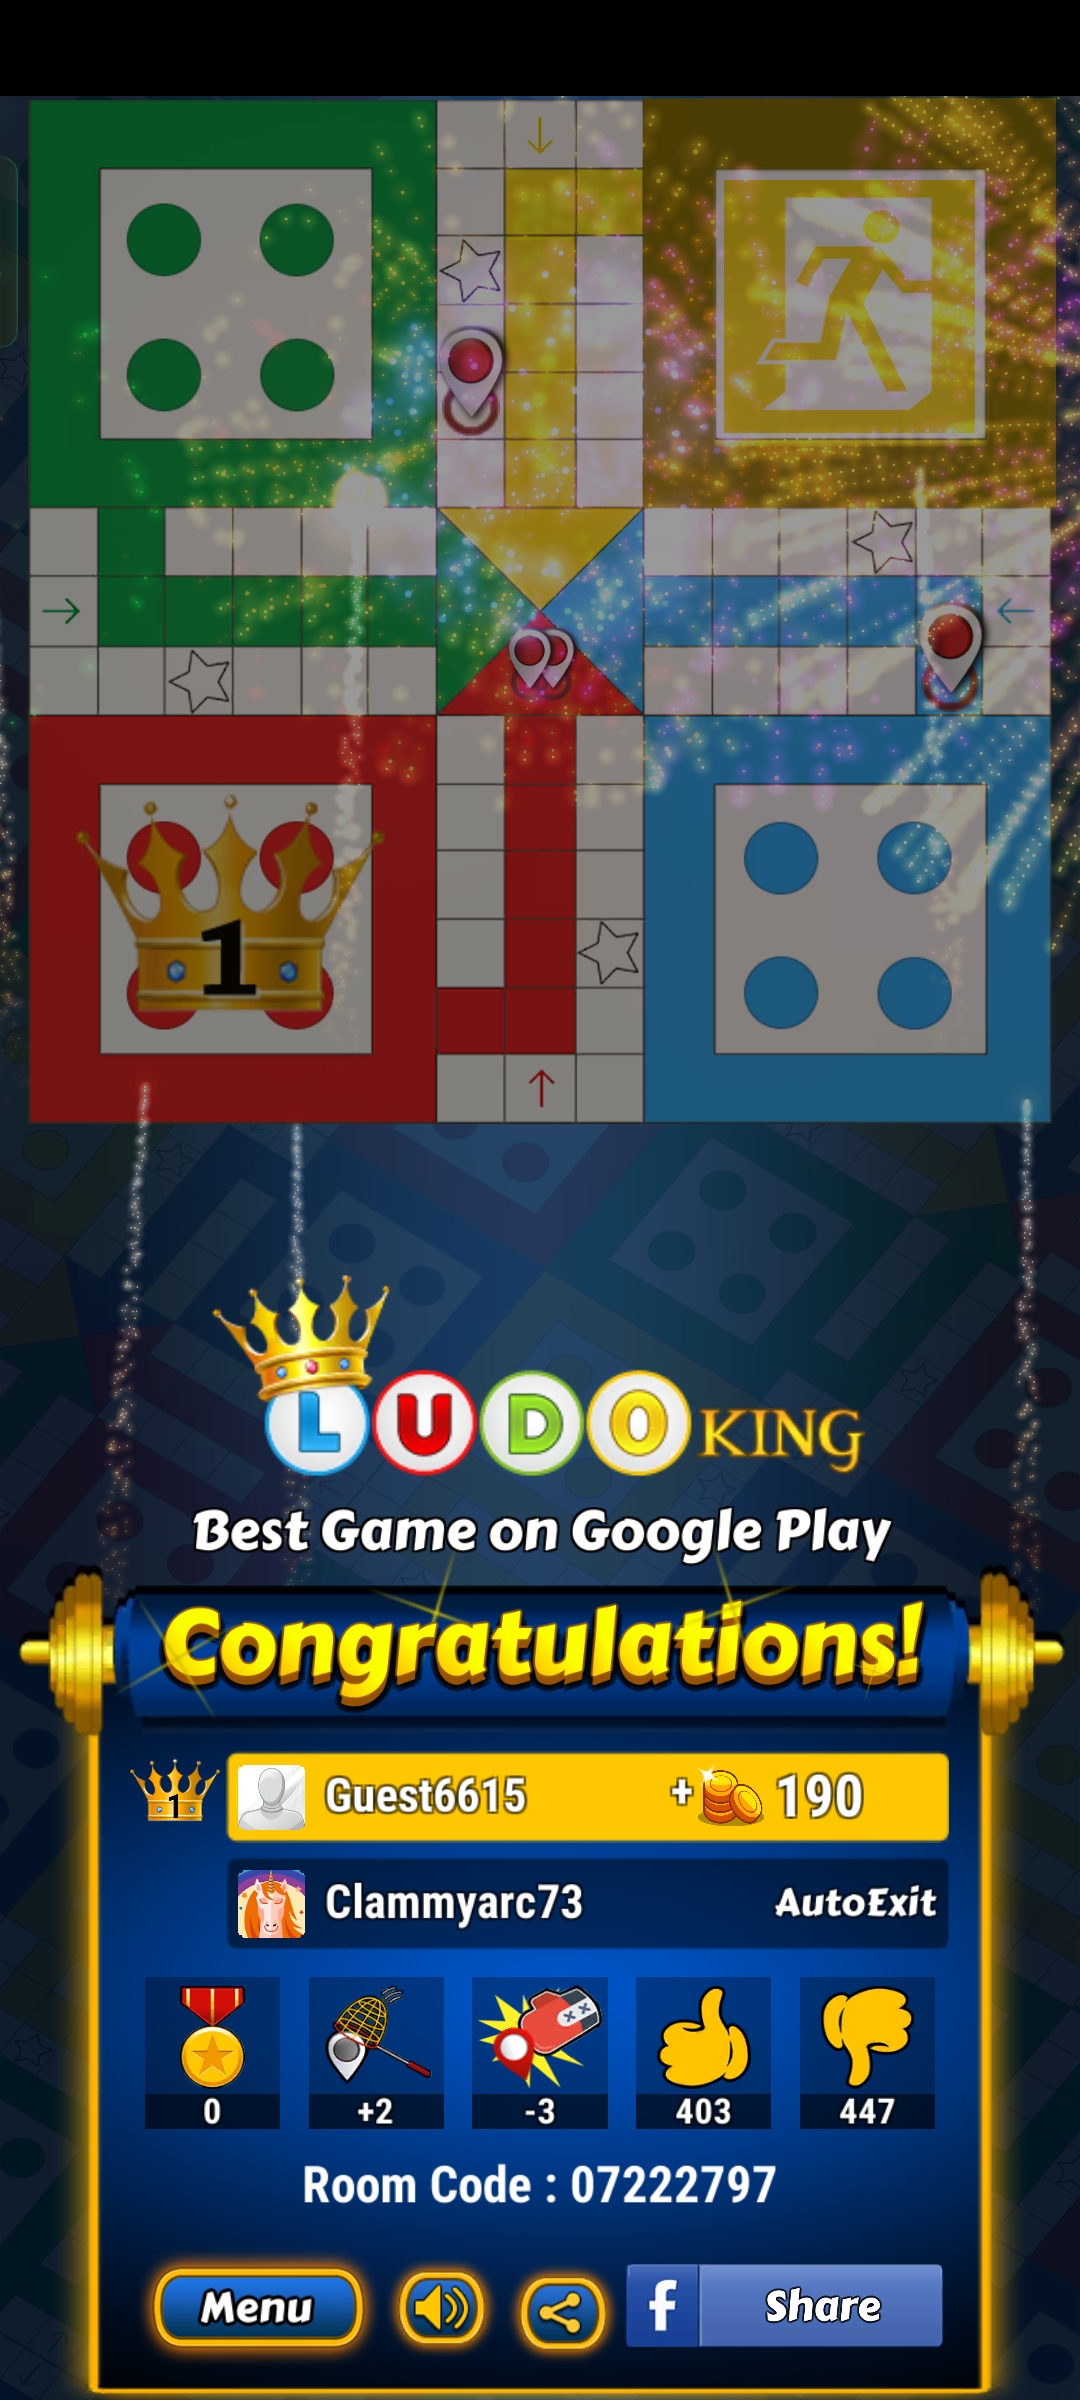 1
LUDO KING
Best Game on Google Play
Congratulations!
1 Guest6615 + 190
Clammyarc73 AutoExit
0 +2 -3 403 447
Room Code : 07222797
Menu f Share